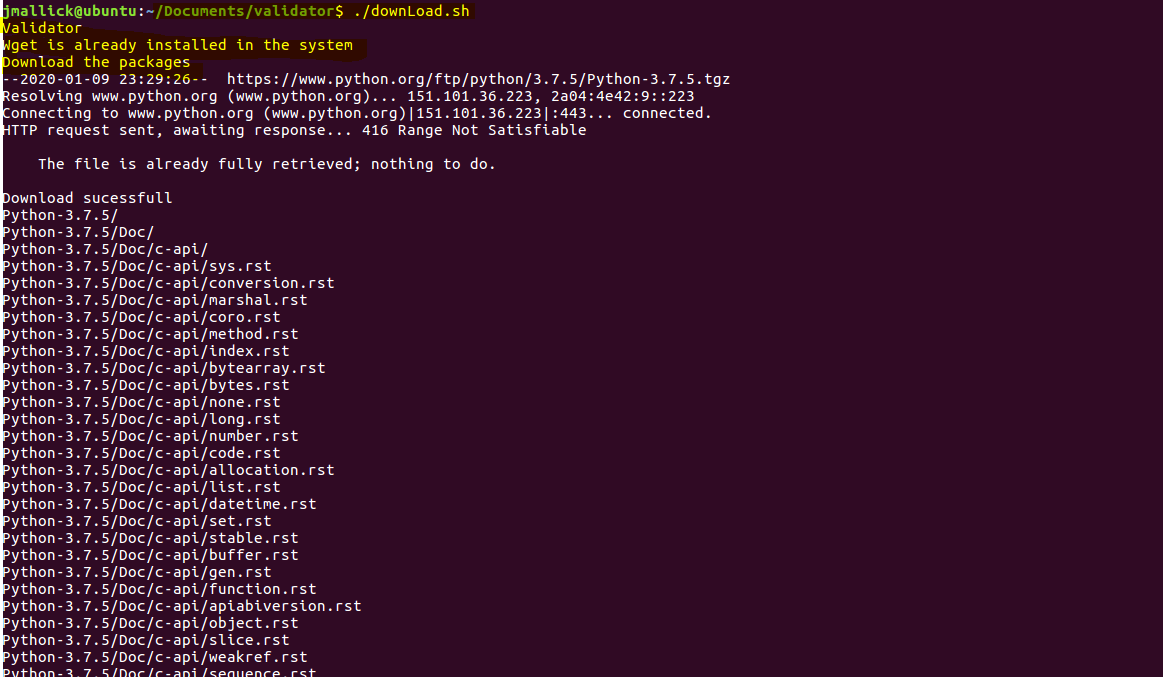 jmallick@ubuntu:~/Documents/validator$ ./downLoad.sh
Validator
Wget is already installed in the system
Download the packages
--2020-01-09 23:29:26--  https://www.python.org/ftp/python/3.7.5/Python-3.7.5.tgz
Resolving www.python.org (www.python.org)... 151.101.36.223, 2a04:4e42:9::223
Connecting to www.python.org (www.python.org)|151.101.36.223|:443... connected.
HTTP request sent, awaiting response... 416 Range Not Satisfiable
The file is already fully retrieved; nothing to do.
Download sucessfull
Python-3.7.5/
Python-3.7.5/Doc/
Python-3.7.5/Doc/c-api/
Python-3.7.5/Doc/c-api/sys.rst
Python-3.7.5/Doc/c-api/conversion.rst
Python-3.7.5/Doc/c-api/marshal.rst
Python-3.7.5/Doc/c-api/coro.rst
Python-3.7.5/Doc/c-api/method.rst
Python-3.7.5/Doc/c-api/index.rst
Python-3.7.5/Doc/c-api/bytearray.rst
Python-3.7.5/Doc/c-api/bytes.rst
Python-3.7.5/Doc/c-api/none.rst
Python-3.7.5/Doc/c-api/long.rst
Python-3.7.5/Doc/c-api/number.rst
Python-3.7.5/Doc/c-api/code.rst
Python-3.7.5/Doc/c-api/allocation.rst
Python-3.7.5/Doc/c-api/list.rst
Python-3.7.5/Doc/c-api/datetime.rst
Python-3.7.5/Doc/c-api/set.rst
Python-3.7.5/Doc/c-api/stable.rst
Python-3.7.5/Doc/c-api/buffer.rst
Python-3.7.5/Doc/c-api/gen.rst
Python-3.7.5/Doc/c-api/function.rst
Python-3.7.5/Doc/c-api/apiabiversion.rst
Python-3.7.5/Doc/c-api/object.rst
Python-3.7.5/Doc/c-api/slice.rst
Python-3.7.5/Doc/c-api/weakref.rst
Python-3.7.5/Doc/c-api/sequence.rst